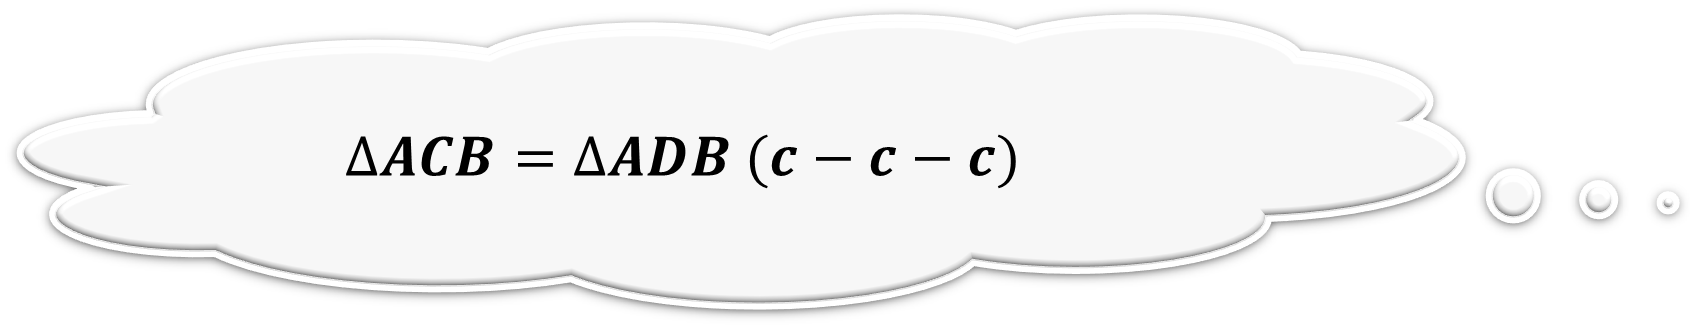 ΔACB = ΔADB (c − c − c)